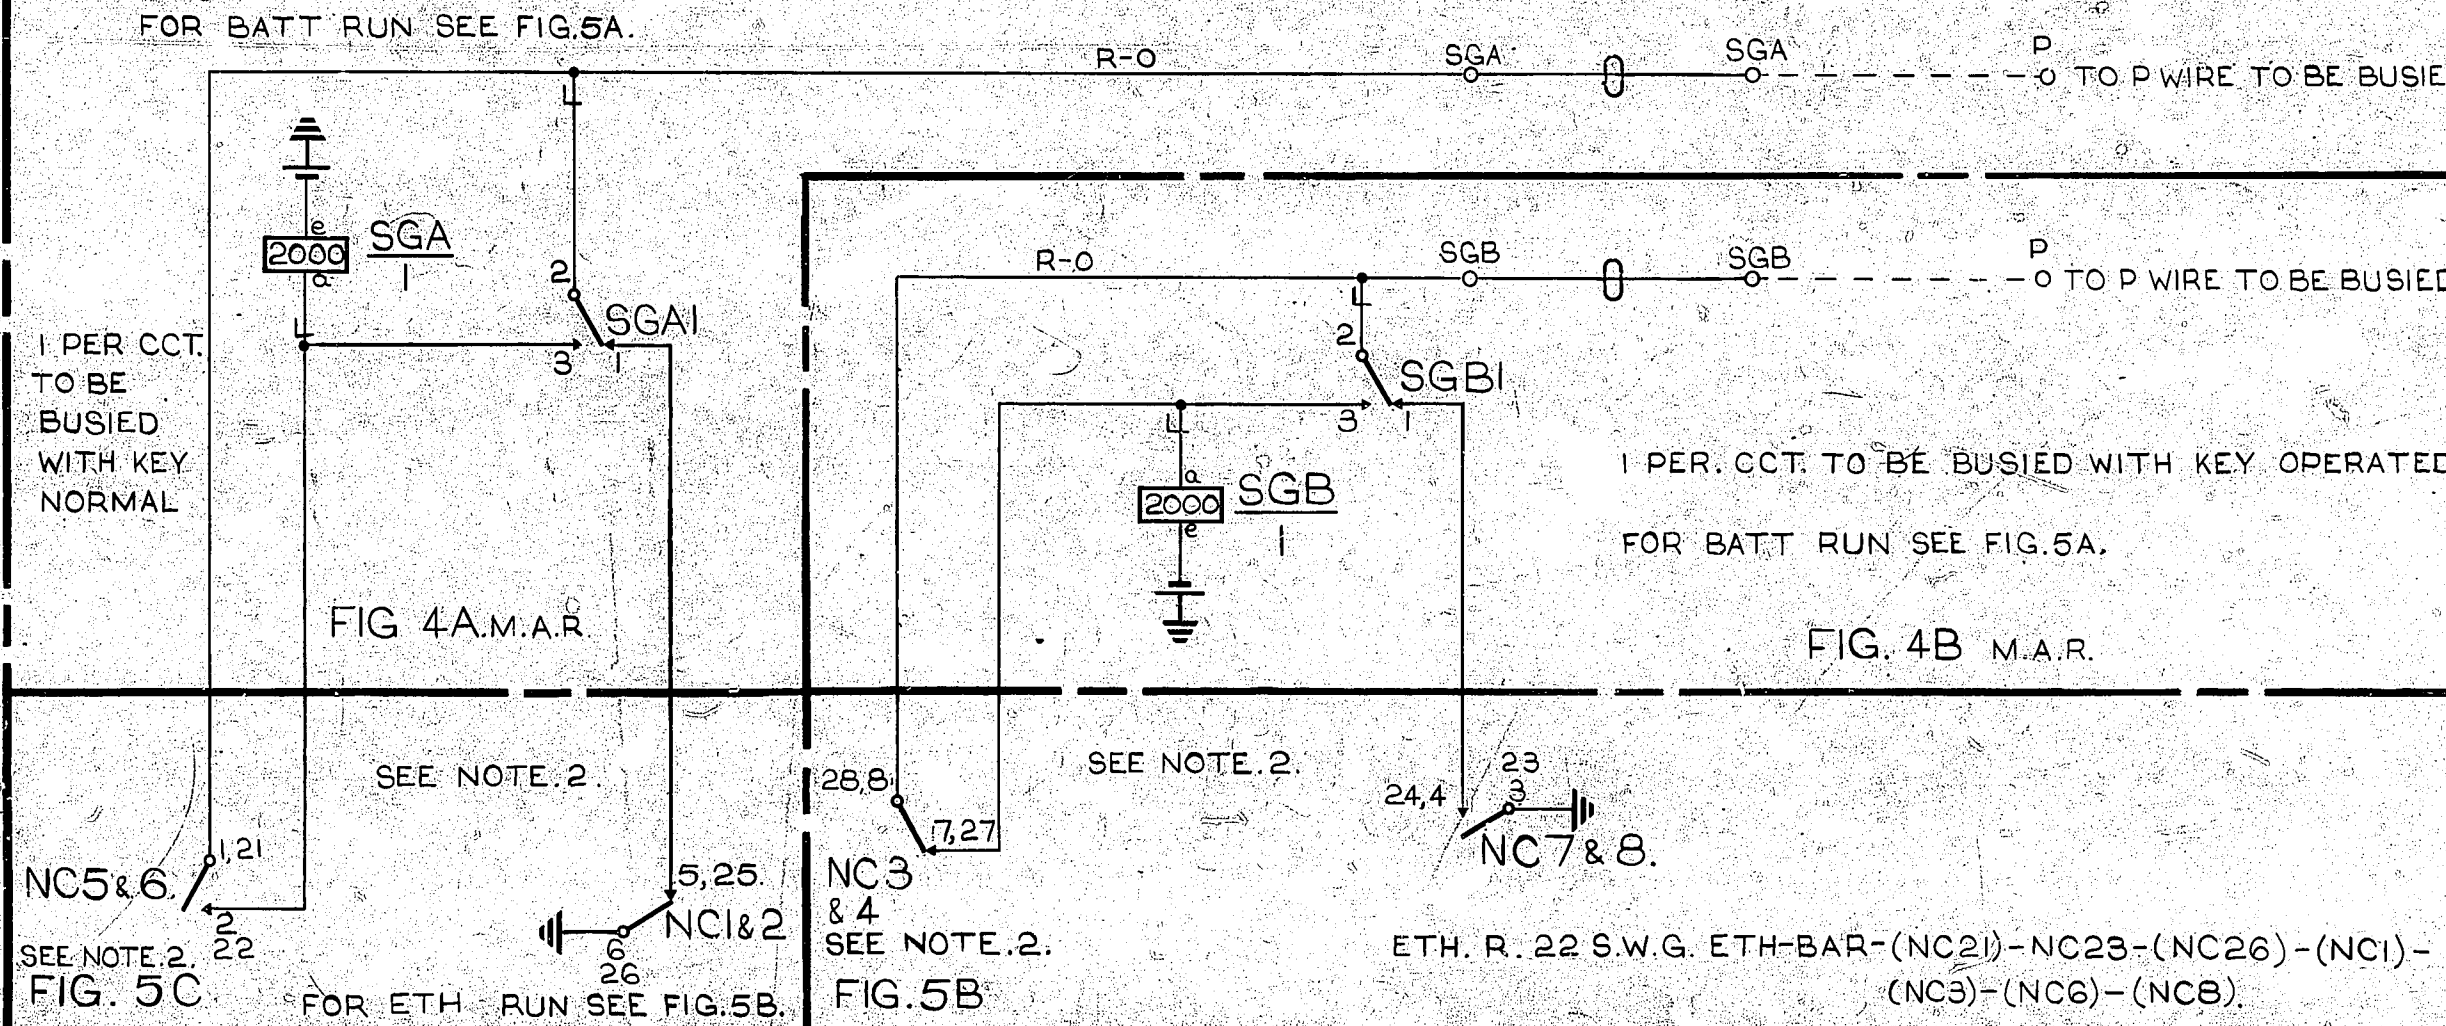 FOR BATT RUN SEE FIG.5A.
R-O
SGA
SGA
P
TO P WIRE TO BE BUSIE
e
2000
a
SGA
1
2
SGA1
3
1
1 PER CCT.
TO BE
BUSIED
WITH KEY
NORMAL
FIG 4A.M.A.R.
R-O
SGB
SGB
P
TO P WIRE TO BE BUSIED
2
SGB1
3
1
a
2000
e
SGB
1
1 PER. CCT. TO BE BUSIED WITH KEY OPERATED
FOR BATT RUN SEE FIG.5A.
FIG. 4B M.A.R.
SEE NOTE.2.
1,21
NC5&6.
2
22
SEE NOTE.2.
FIG. 5C
5,25.
NC1&2
6
26
FOR ETH RUN SEE FIG.5B.
28,8
7,27
NC3
& 4
SEE NOTE.2.
FIG.5B
SEE NOTE.2.
23
3
24,4
NC7&8.
ETH. R. 22 S.W.G. ETH-BAR-(NC21)-NC23-(NC26)-(NC1)-
(NC3)-(NC6)-(NC8).